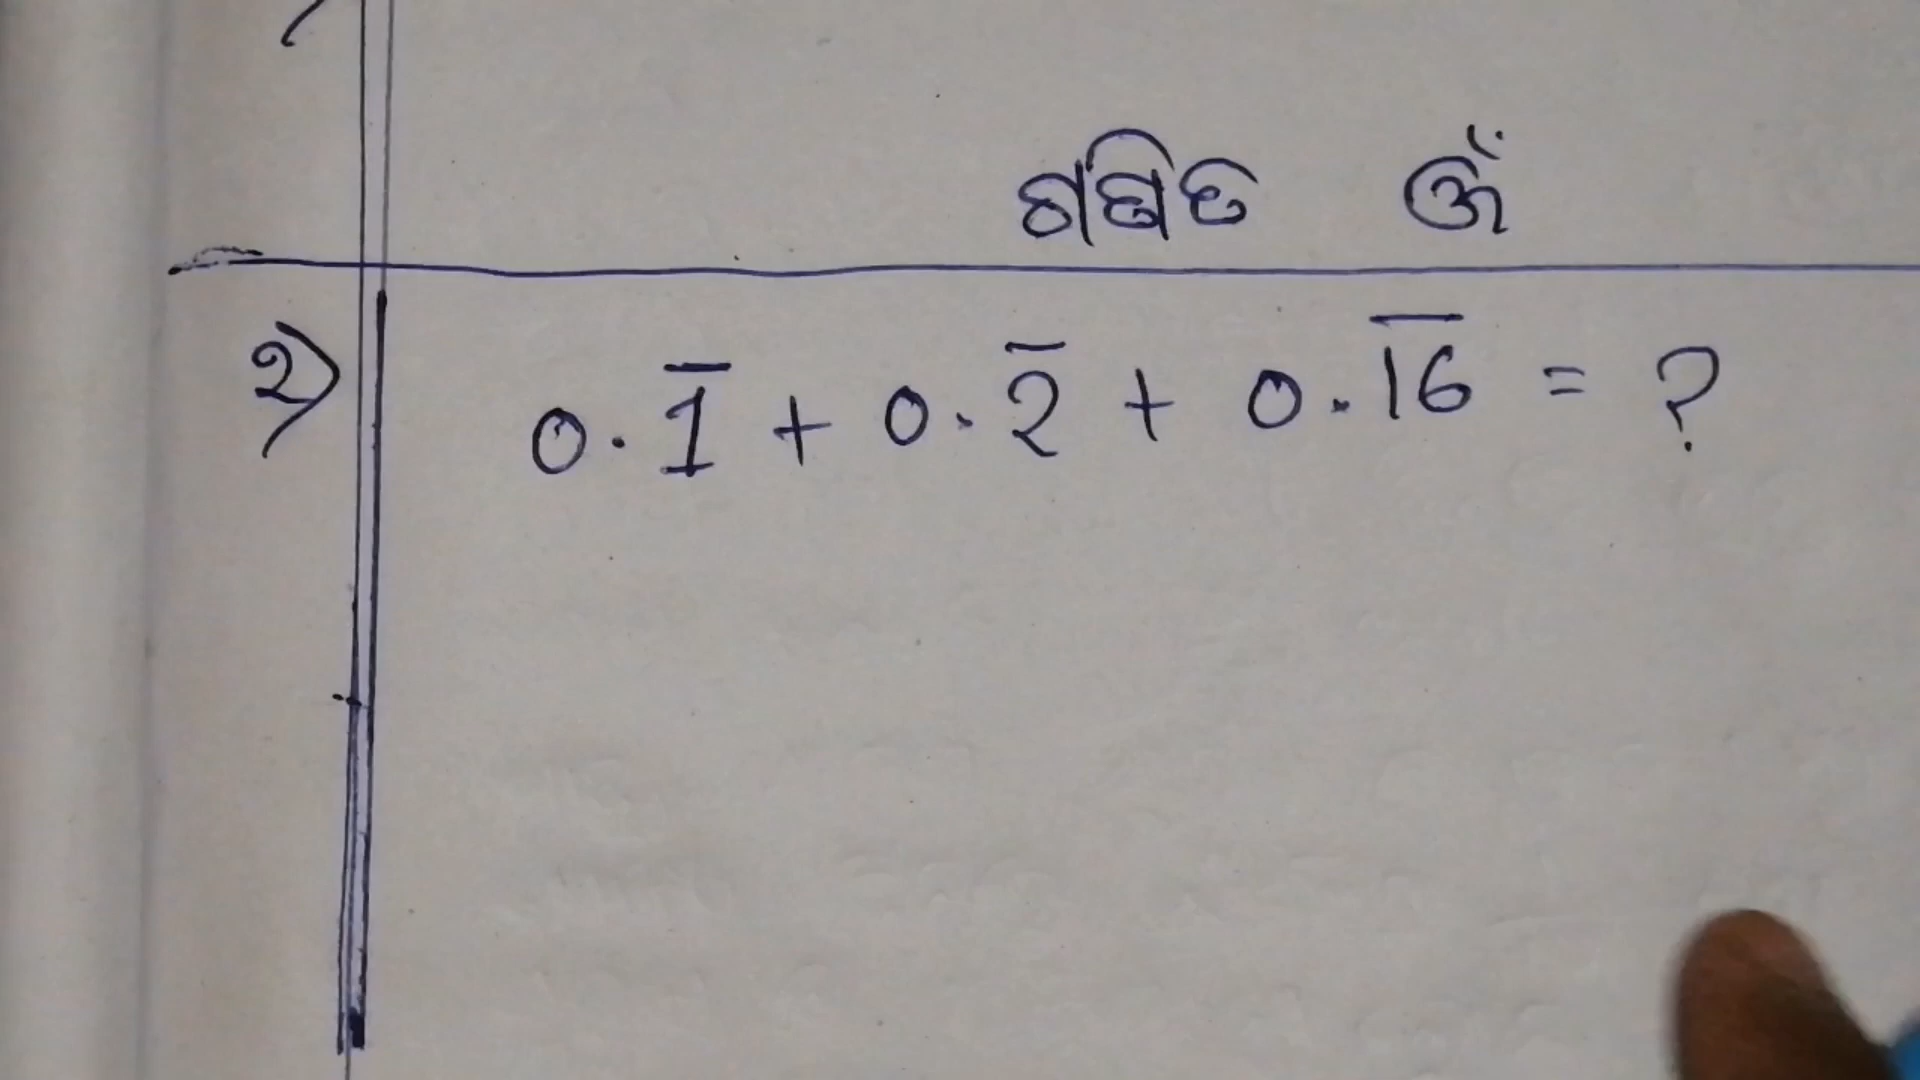 ଗଣିତ
୨) 0.1̅ + 0.2̅ + 0.1̅6̅ = ?